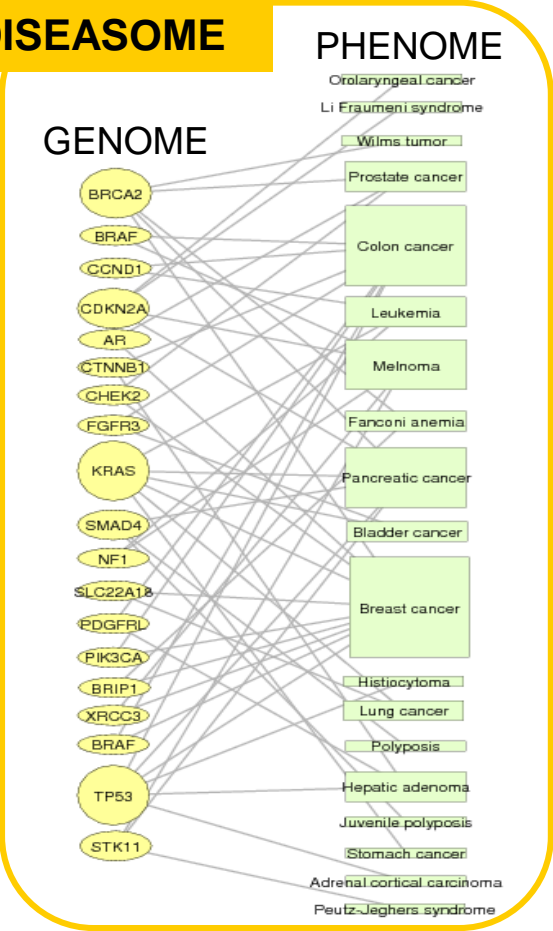 DISEASOME
PHENOME
GENOME
BRCA2
BRAF
CCND1
CDKN2A
AR
CTNNB1
CHEK2
FGFR3
KRAS
SMAD4
NF1
SLC22A18
PDGFRL
PIK3CA
BRIP1
XRCC3
BRAF
TP53
STK11
Orolaryngeal cancer
Li Fraumeni syndrome
Wilms tumor
Prostate cancer
Colon cancer
Leukemia
Melnoma
Fanconi anemia
Pancreatic cancer
Bladder cancer
Breast cancer
Histiocytoma
Lung cancer
Polyposis
Hepatic adenoma
Juvenile polyposis
Stomach cancer
Adrenal cortical carcinoma
Peutz-Jeghers syndrome